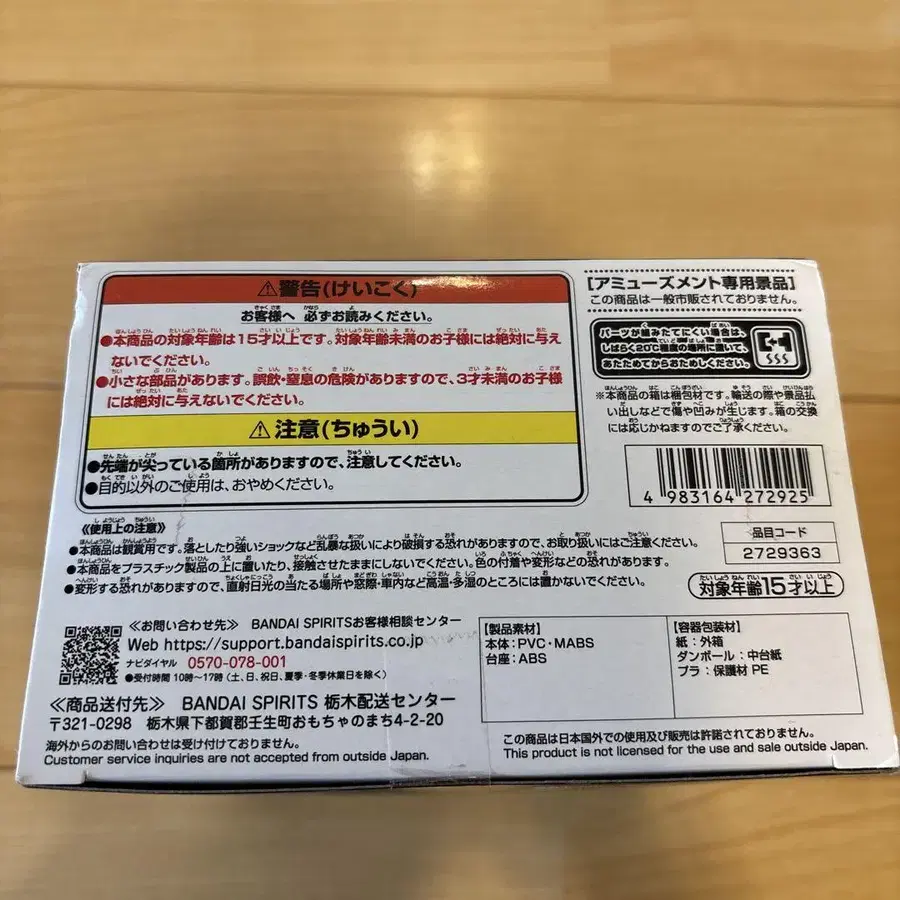 ⚠警告(けいこく)
お客様へ 必ずお読みください。
●本商品の対象年齢は15才以上です。対象年齢未満のお子様には絶対に与え
ないでください。
●小さな部品があります。誤飲・窒息の危険がありますので、3才未満のお子様
には絶対に与えないでください。
⚠注意(ちゅうい)
●先端が尖っている箇所がありますので、注意してください。
●目的以外のご使用は、おやめください。
[アミューズメント専用景品]
この商品は一般市販されておりません。
パーツが組みたてにくい場合は、
しばらく20℃程度の場所に置いて、
あたためてからおためしください。
※本商品の箱は梱包材です。輸送の際や景品払
い出しなどで傷や凹みが生じます。箱の交換
には応じかねますのでご了承ください。
4 983164 272925
品目コード
2729363
対象年齢15才以上
《使用上の注意》
●本商品は観賞用です。落としたり強いショックなど乱暴な扱いにより破損する恐れがありますので、お取り扱いにはご注意ください。
●本商品をプラスチック製品の上に置いたり、接触させたままにしないでください。色の付着や変形などの恐れがあります。
●変形する恐れがありますので、直射日光の当たる場所や窓際・車内など高温・多湿のところには置かないでください。
≪お問い合わせ先≫ BANDAI SPIRITSお客様相談センター
Web https://support.bandaispirits.co.jp
ナビダイヤル 0570-078-001
●受付時間 10時〜17時(土、日、祝日、夏季・冬季休業日を除く)
≪商品送付先≫ BANDAI SPIRITS 栃木配送センター
〒321-0298 栃木県下都賀郡壬生町おもちゃのまち4-2-20
海外からのお問い合わせは受け付けておりません。
Customer service inquiries are not accepted from outside Japan.
【製品素材】
本体:PVC・MABS
台座:ABS
【容器包装材】
紙:外箱
ダンボール:中台紙
プラ:保護材 PE
この商品は日本国外での使用及び販売は許諾されておりません。
This product is not licensed for the use and sale outside Japan.